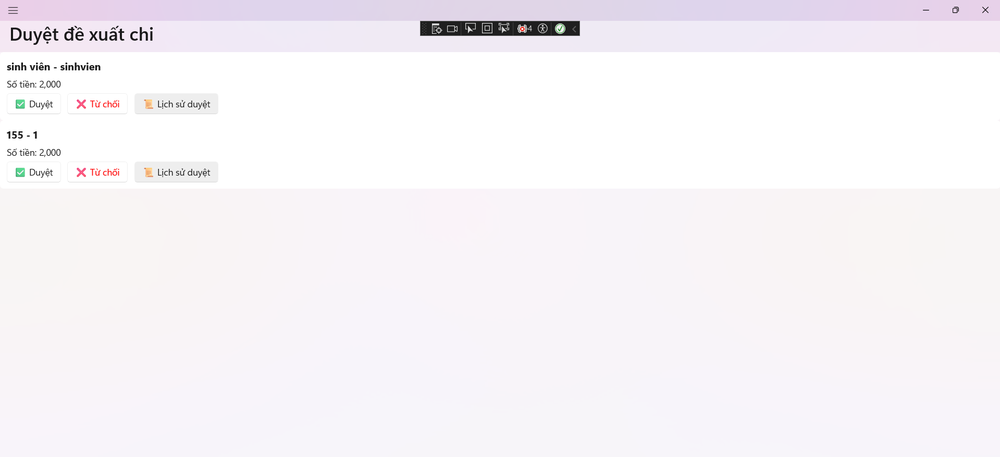 Duyệt đề xuất chi
4
sinh viên - sinhvien
Số tiền: 2,000
✅ Duyệt ❌ Từ chối 📜 Lịch sử duyệt
155 - 1
Số tiền: 2,000
✅ Duyệt ❌ Từ chối 📜 Lịch sử duyệt